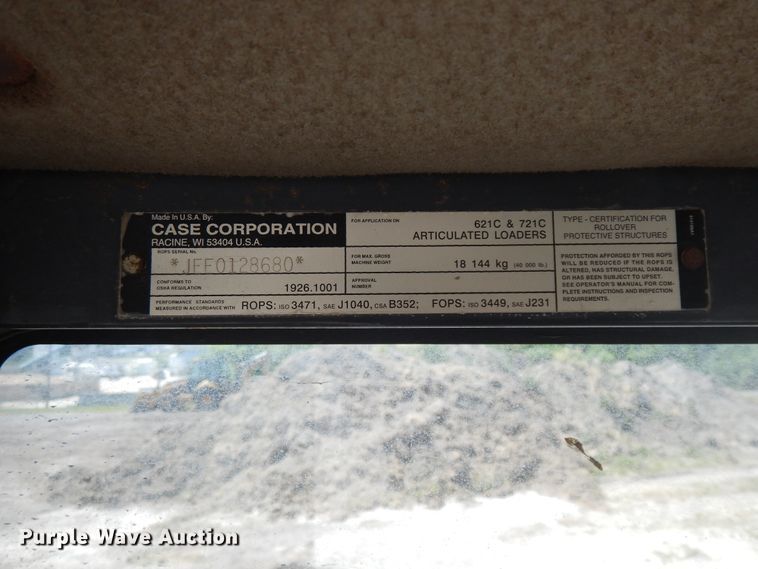 Made In U.S.A. By:
CASE CORPORATION
RACINE, WI 53404 U.S.A.
ROPS SERIAL No.
*JEE0128680*
CONFORMS TO
OSHA REGULATION
1926.1001
FOR APPLICATION ON
621C & 721C
ARTICULATED LOADERS
FOR MAX. GROSS
MACHINE WEIGHT
18 144 kg (40 000 lb.)
APPROVAL
NUMBER
PERFORMANCE STANDARDS
MEASURED IN ACCORDANCE WITH ROPS: ISO 3471, SAE J1040, CSA B352; FOPS: ISO 3449, SAE J231
TYPE - CERTIFICATION FOR
ROLLOVER
PROTECTIVE STRUCTURES
PROTECTION AFFORDED BY THIS ROPS
WILL BE REDUCED IF THE ROPS IS
ALTERED, HAS STRUCTURAL DAMAGE,
OR HAS BEEN SUBJECT TO UPSET.
SEE OPERATOR'S MANUAL FOR COM-
PLETE INSTRUCTIONS AND INSPECTION
REQUIREMENTS.
Purple Wave Auction